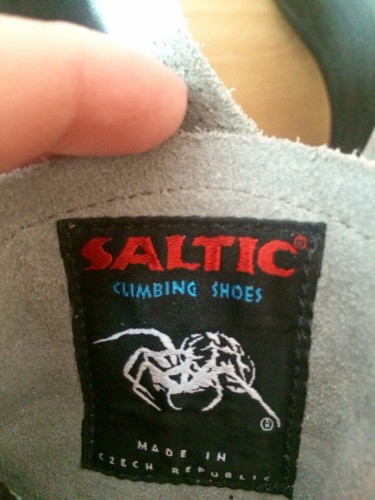 SALTIC®
CLIMBING SHOES
®
MADE IN
CZECH REPUBLIC